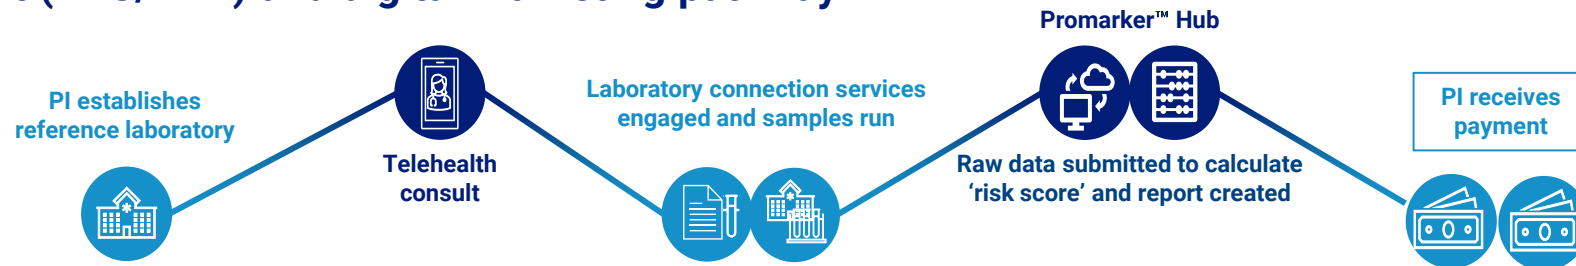 Promarker™ Hub
PI establishes
reference laboratory
Telehealth
consult
Laboratory connection services
engaged and samples run
Raw data submitted to calculate
‘risk score’ and report created
PI receives
payment